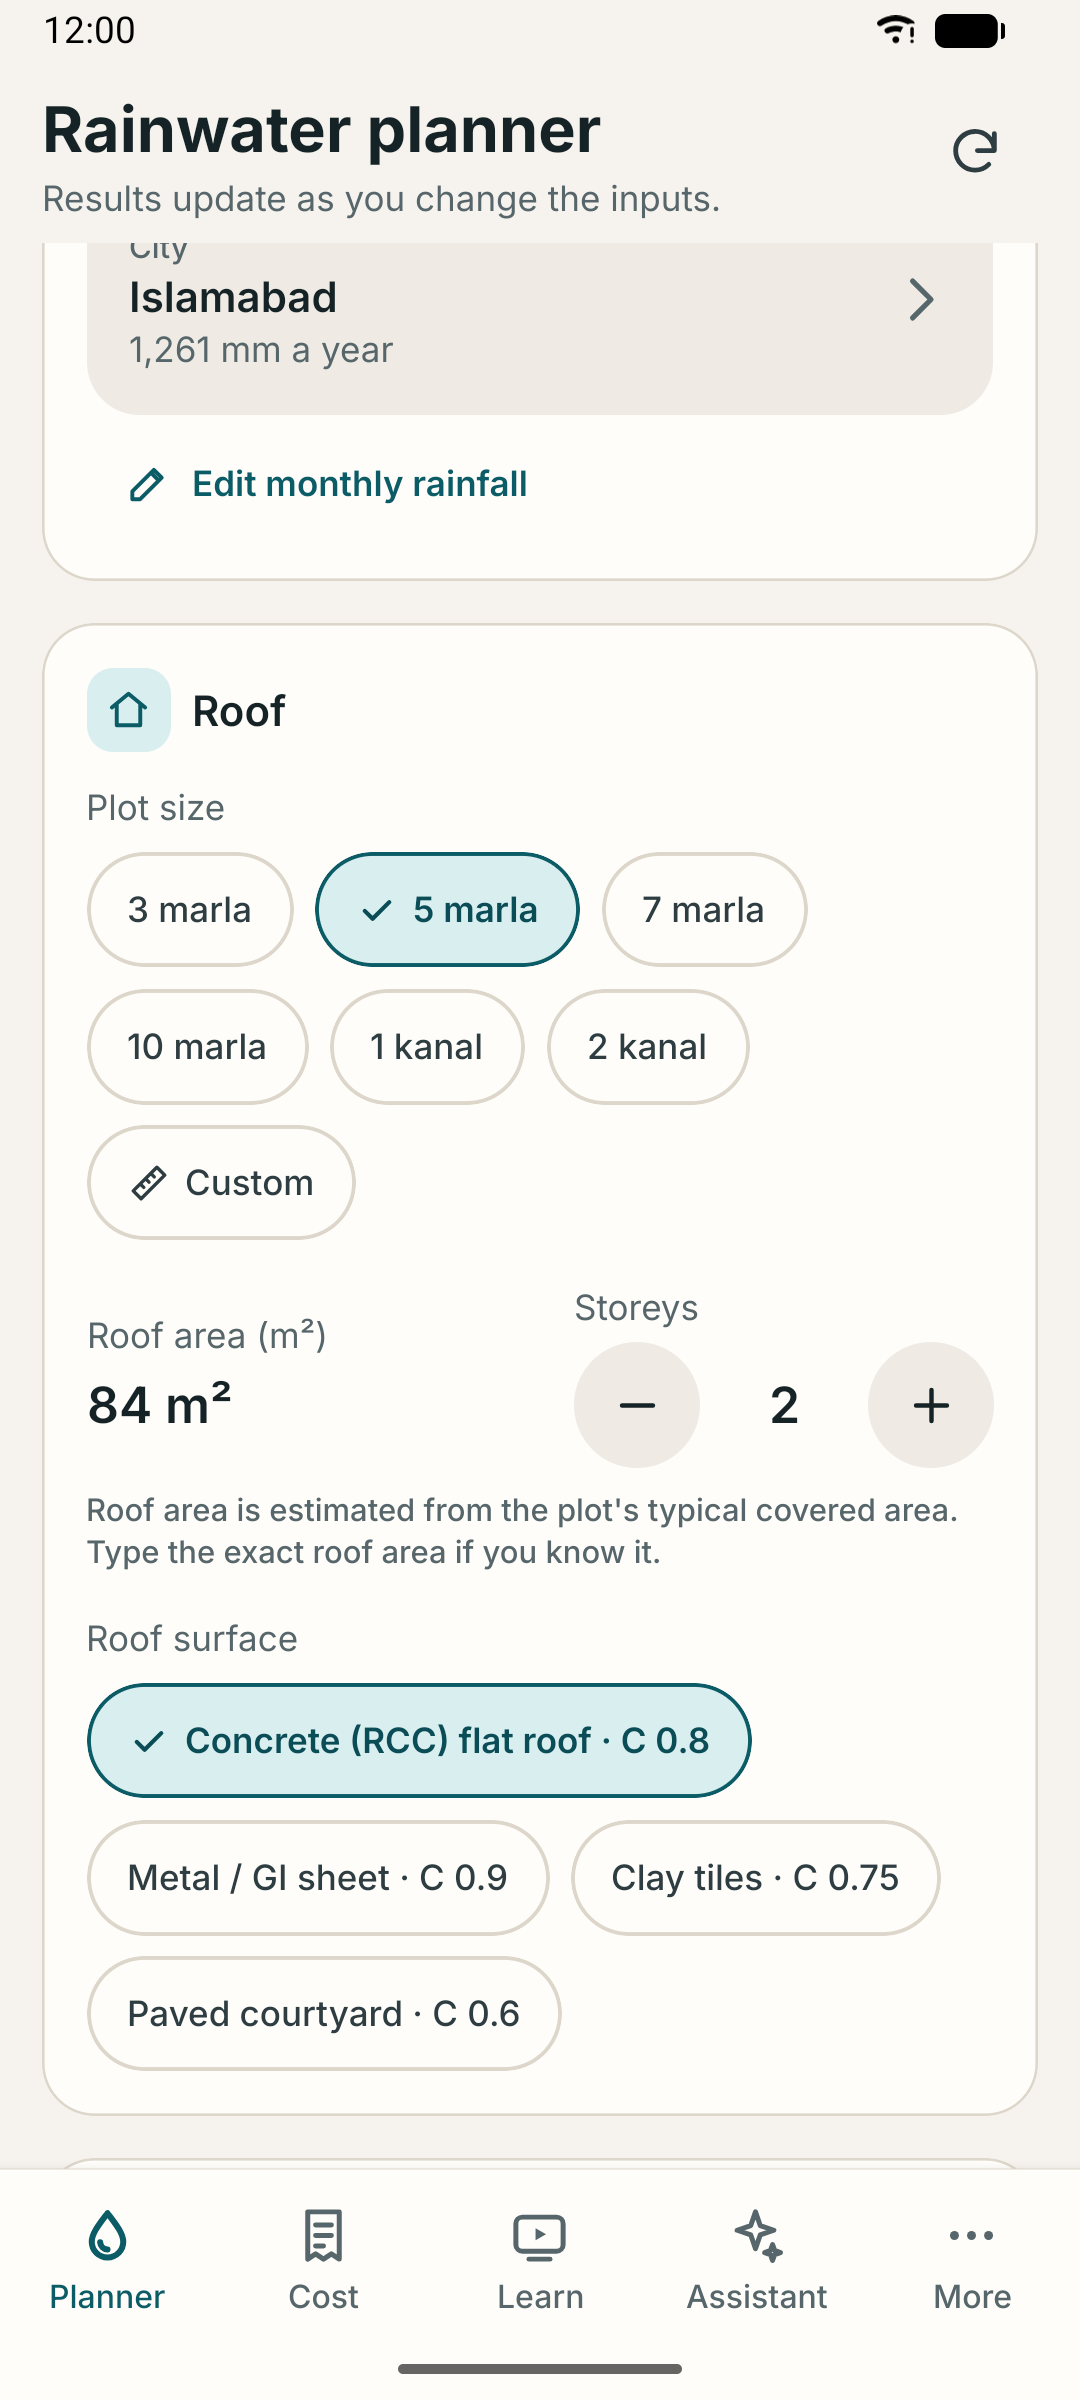 12:00
Rainwater planner
Results update as you change the inputs.
City
Islamabad
1,261 mm a year
Edit monthly rainfall
Roof
Plot size
3 marla
5 marla
7 marla
10 marla
1 kanal
2 kanal
Custom
Storeys
Roof area (m²)
84 m²
2
Roof area is estimated from the plot's typical covered area.
Type the exact roof area if you know it.
Roof surface
Concrete (RCC) flat roof · C 0.8
Metal / GI sheet · C 0.9
Clay tiles · C 0.75
Paved courtyard · C 0.6
Planner
Cost
Learn
Assistant
More